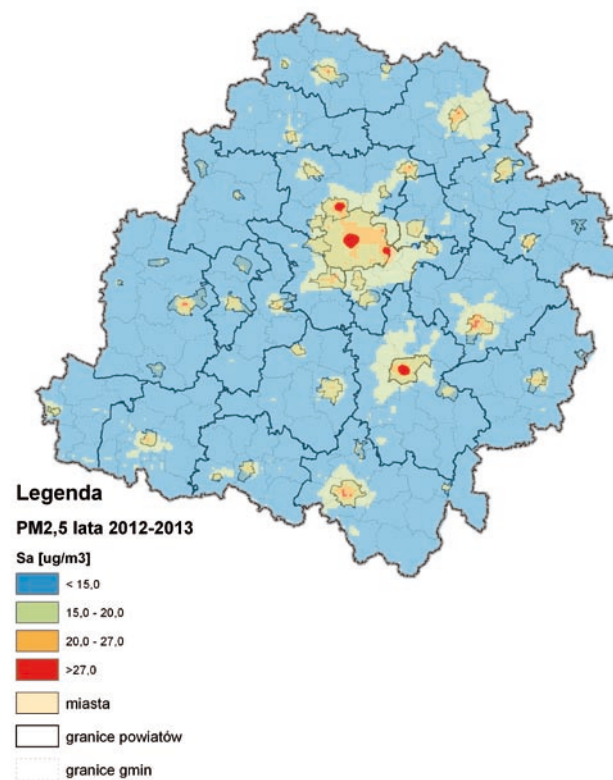 Legenda
PM2,5 lata 2012-2013
Sa [ug/m3]
< 15,0
15,0 - 20,0
20,0 - 27,0
>27,0
miasta
granice powiatów
granice gmin